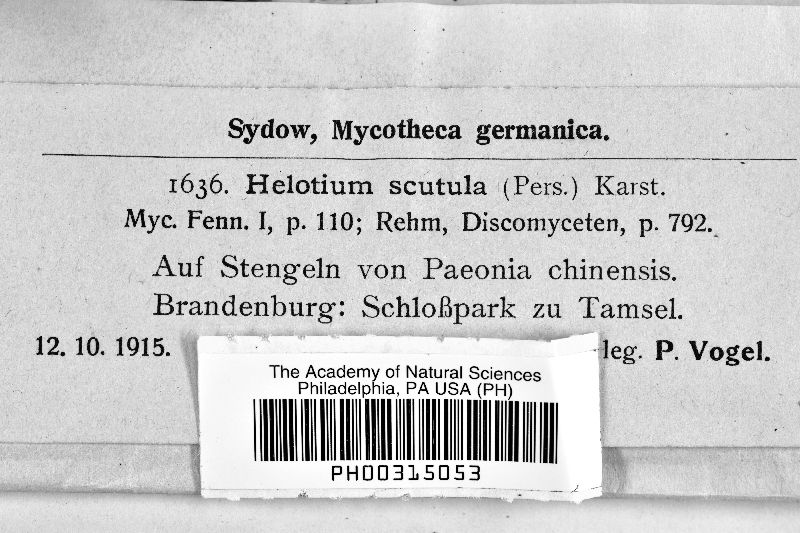 Sydow, Mycotheca germanica.
1636. Helotium scutula (Pers.) Karst.
Myc. Fenn. I, p. 110; Rehm, Discomyceten, p. 792.
Auf Stengeln von Paeonia chinensis.
Brandenburg: Schloßpark zu Tamsel.
12. 10. 1915. leg. P. Vogel.
The Academy of Natural Sciences
Philadelphia, PA USA (PH)
PH00315053